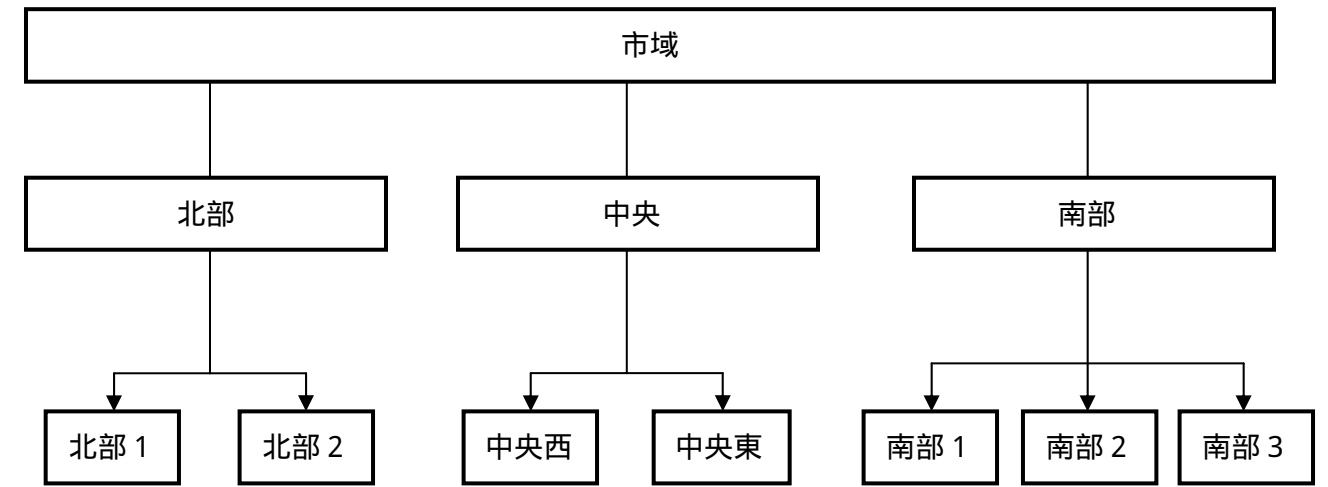 市域
北部
中央
南部
北部 1
北部 2
中央西
中央東
南部 1
南部 2
南部 3